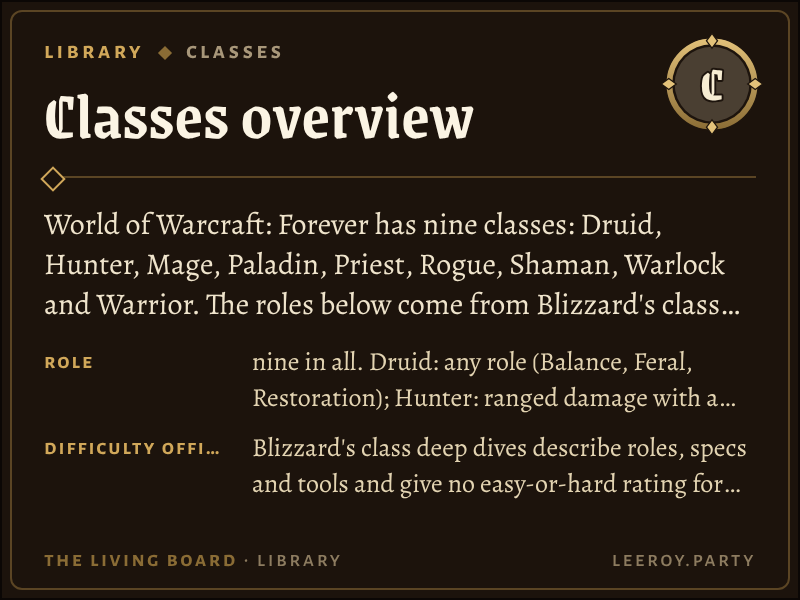 LIBRARY ◆ CLASSES
C
Classes overview
World of Warcraft: Forever has nine classes: Druid,
Hunter, Mage, Paladin, Priest, Rogue, Shaman, Warlock
and Warrior. The roles below come from Blizzard's class...
ROLE
nine in all. Druid: any role (Balance, Feral,
Restoration); Hunter: ranged damage with a...
DIFFICULTY OFFI...
Blizzard's class deep dives describe roles, specs
and tools and give no easy-or-hard rating for...
THE LIVING BOARD · LIBRARY
LEEROY.PARTY